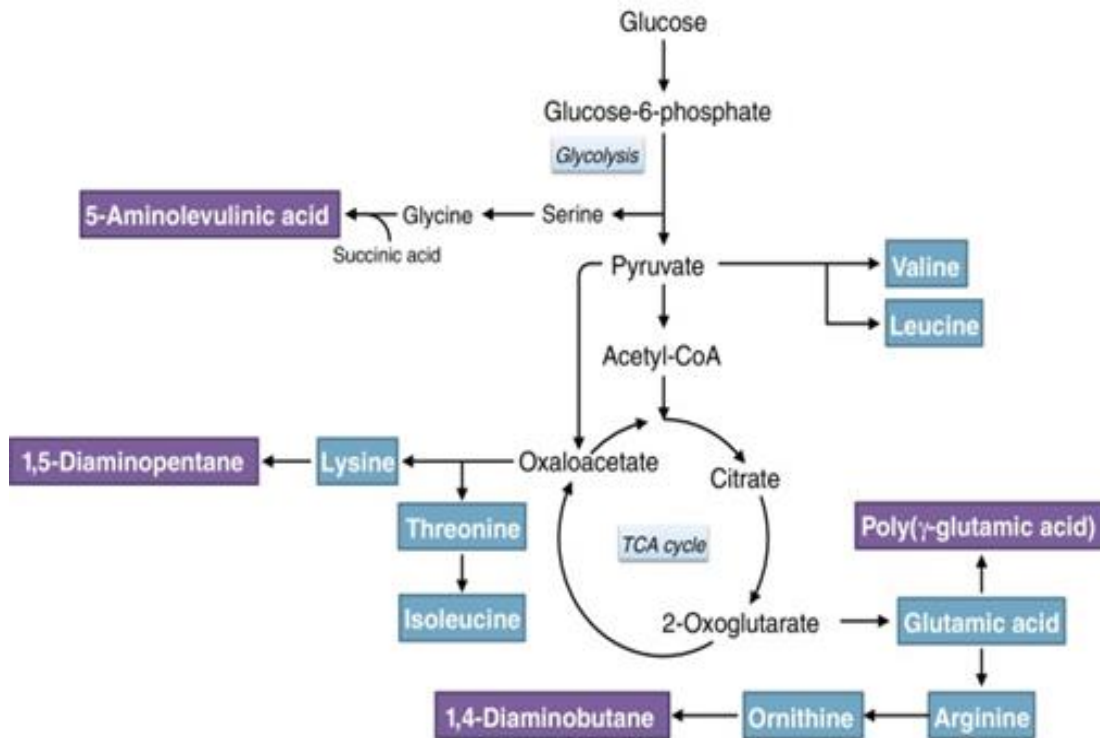 Glucose
Glucose-6-phosphate
Glycolysis
5-Aminolevulinic acid
Glycine
Serine
Succinic acid
Pyruvate
Valine
Leucine
Acetyl-CoA
1,5-Diaminopentane
Lysine
Oxaloacetate
Citrate
Threonine
TCA cycle
Poly(γ-glutamic acid)
Isoleucine
2-Oxoglutarate
Glutamic acid
1,4-Diaminobutane
Ornithine
Arginine